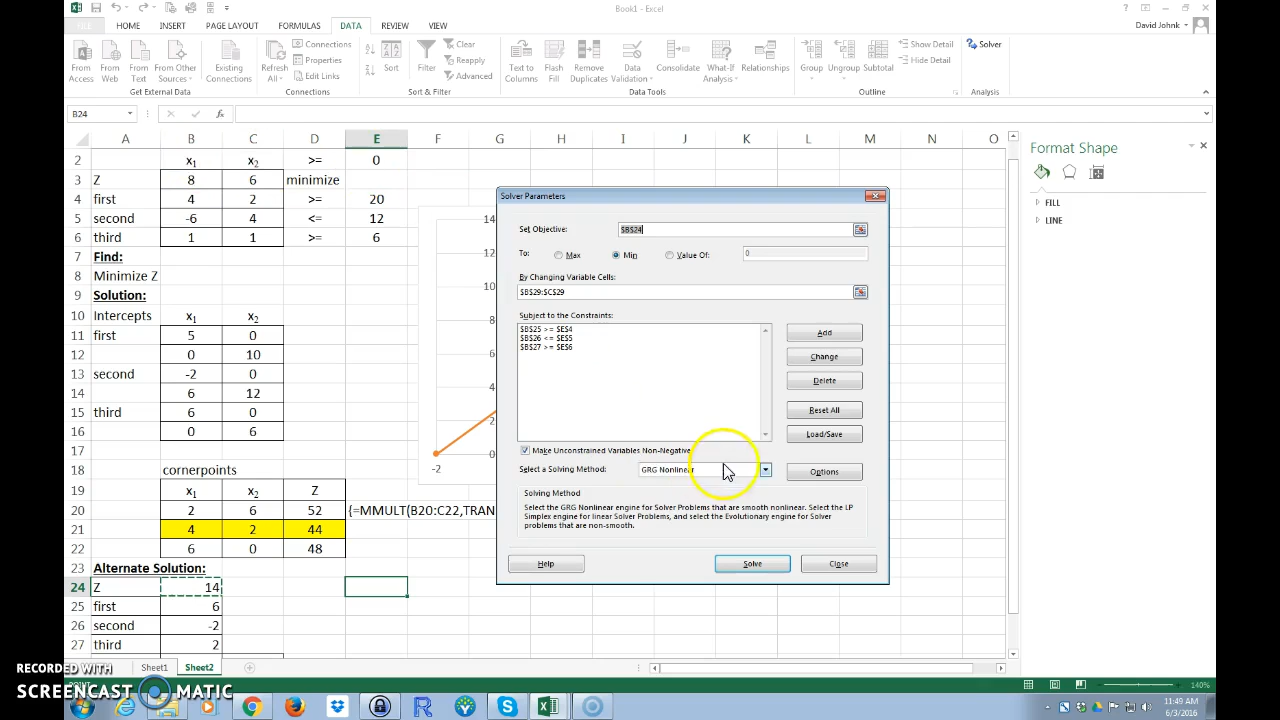 Book1 - Excel
FILE HOME INSERT PAGE LAYOUT FORMULAS DATA REVIEW VIEW David Johnk
From Access
From Web
From Text
From Other Sources
Existing Connections
Get External Data
Refresh All
Connections
Properties
Edit Links
Connections
Sort
Filter
Clear
Reapply
Advanced
Sort & Filter
Text to Columns
Flash Fill
Remove Duplicates
Data Validation
Consolidate
What-If Analysis
Relationships
Data Tools
Group
Ungroup
Subtotal
Show Detail
Hide Detail
Outline
Solver
Analysis
B24 fx
A B C D E F G H I J K L M N O
2 x1 x2 >= 0
3 Z 8 6 minimize
4 first 4 2 >= 20
5 second -6 4 <= 12
6 third 1 1 >= 6
7 Find:
8 Minimize Z
9 Solution:
10 Intercepts x1 x2
11 first 5 0
12 0 10
13 second -2 0
14 6 12
15 third 6 0
16 0 6
17
18 cornerpoints
19 x1 x2 Z
20 2 6 52 {=MMULT(B20:C22,TRAN
21 4 2 44
22 6 0 48
23 Alternate Solution:
24 Z 14
25 first 6
26 second -2
27 third 2
14
12
10
8
6
4
2
0
-2
Solver Parameters
Set Objective: $B$24
To: Max Min Value Of: 0
By Changing Variable Cells:
$B$29:$C$29
Subject to the Constraints:
$B$25 >= $E$4
$B$26 <= $E$5
$B$27 >= $E$6
Add
Change
Delete
Reset All
Load/Save
Make Unconstrained Variables Non-Negative
Select a Solving Method: GRG Nonlinear Options
Solving Method
Select the GRG Nonlinear engine for Solver Problems that are smooth nonlinear. Select the LP
Simplex engine for linear Solver Problems, and select the Evolutionary engine for Solver
problems that are non-smooth.
Help Solve Close
Format Shape
FILL
LINE
Sheet1 Sheet2
POINT
140%
RECORDED WITH
SCREENCAST MATIC
11:49 AM
6/3/2016